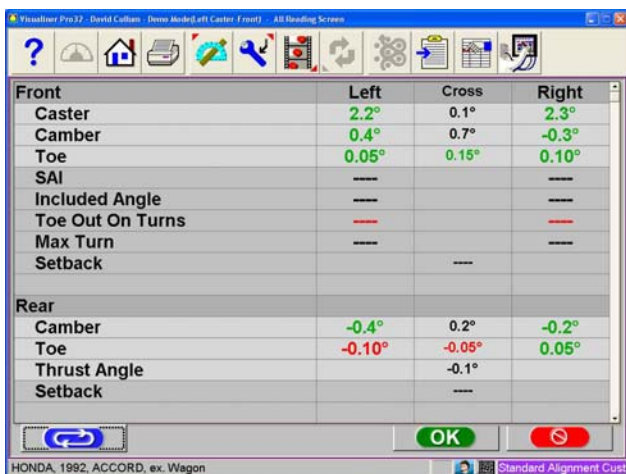 Visualiner Pro32 - David Cullum - Demo Mode(Left Caster Front) - All Reading Screen
?
Front Left Cross Right
Caster 2.2° 0.1° 2.3°
Camber 0.4° 0.7° -0.3°
Toe 0.05° 0.15° 0.10°
SAI ---- ----
Included Angle ---- ----
Toe Out On Turns ---- ----
Max Turn ---- ----
Setback ----
Rear
Camber -0.4° 0.2° -0.2°
Toe -0.10° -0.05° 0.05°
Thrust Angle -0.1°
Setback ----
OK
HONDA, 1992, ACCORD, ex. Wagon Standard Alignment Cust